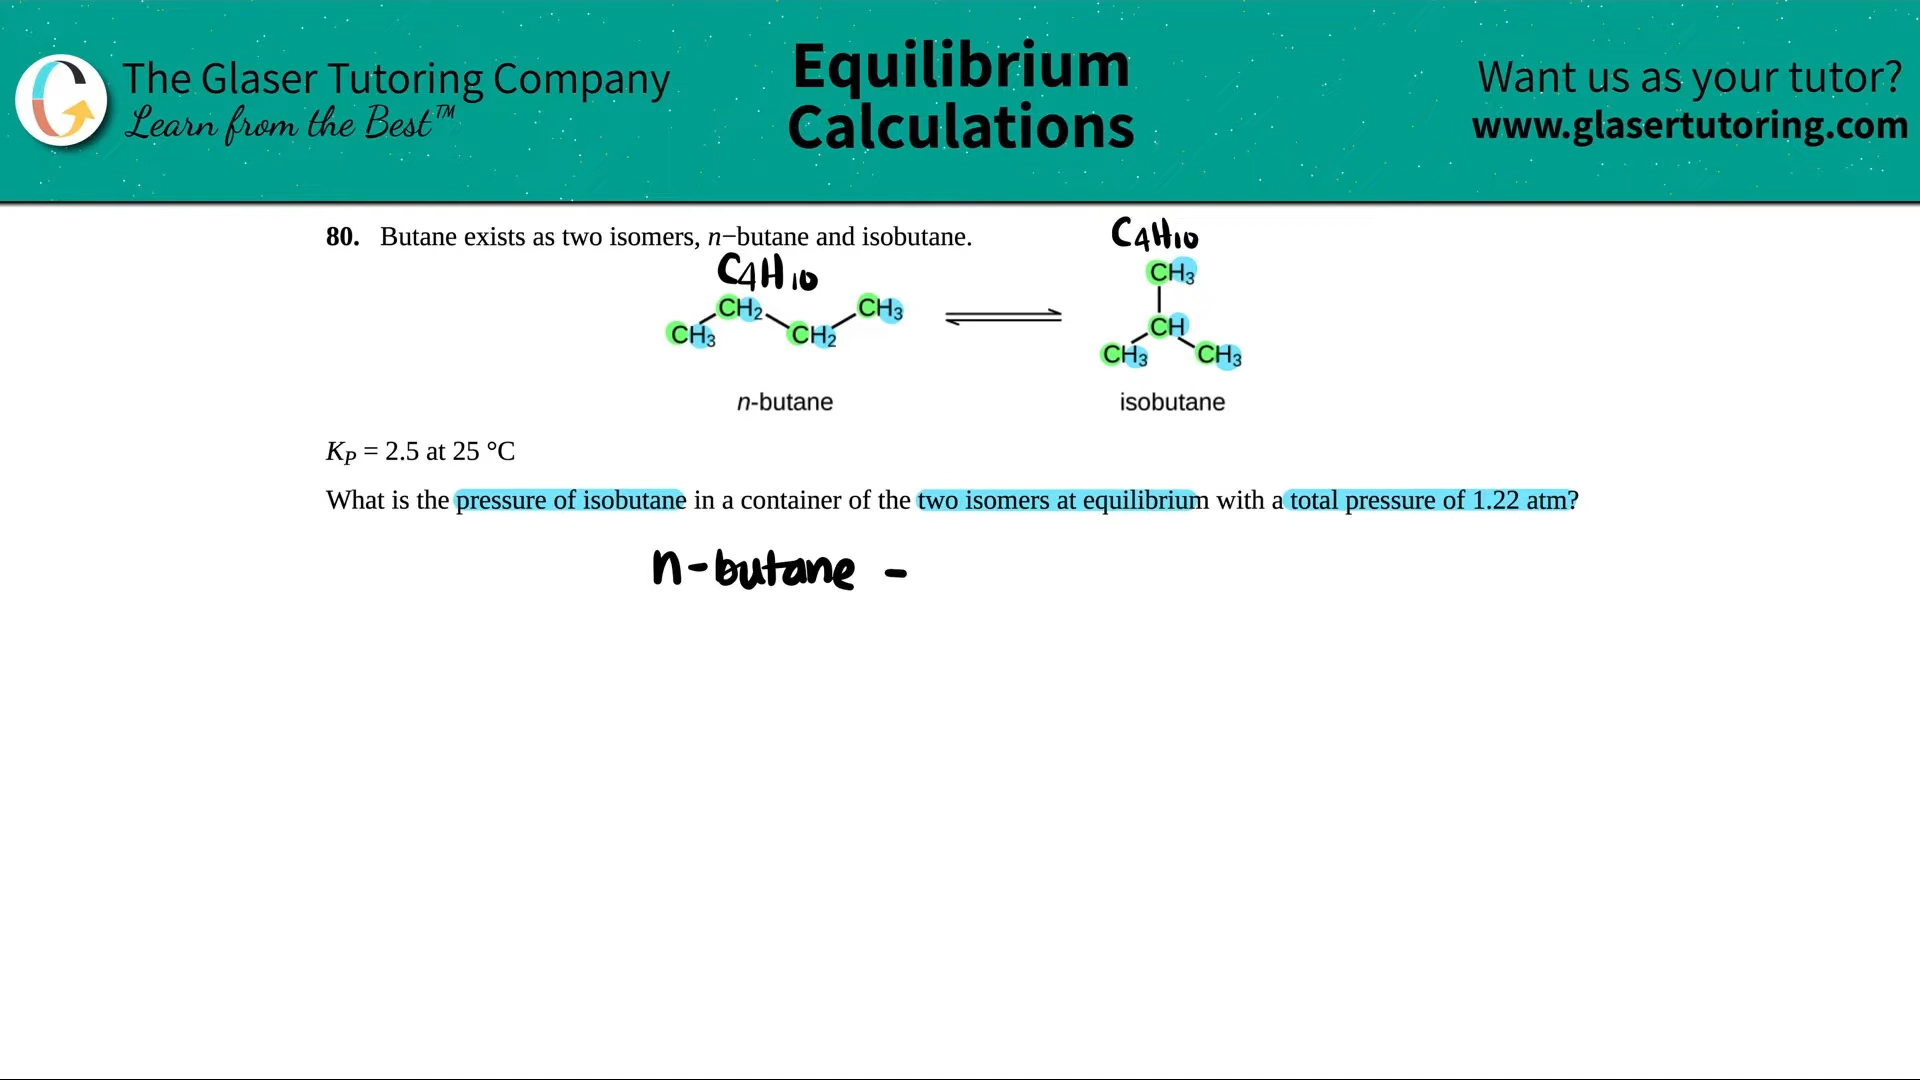 The Glaser Tutoring Company
Learn from the Best™
Equilibrium
Calculations
Want us as your tutor?
www.glasertutoring.com
80. Butane exists as two isomers, n−butane and isobutane.
C4H10
C4H10
CH3
CH2
CH2
CH3
CH3
CH
CH3
CH3
n-butane
isobutane
KP = 2.5 at 25 °C
What is the pressure of isobutane in a container of the two isomers at equilibrium with a total pressure of 1.22 atm?
n-butane -